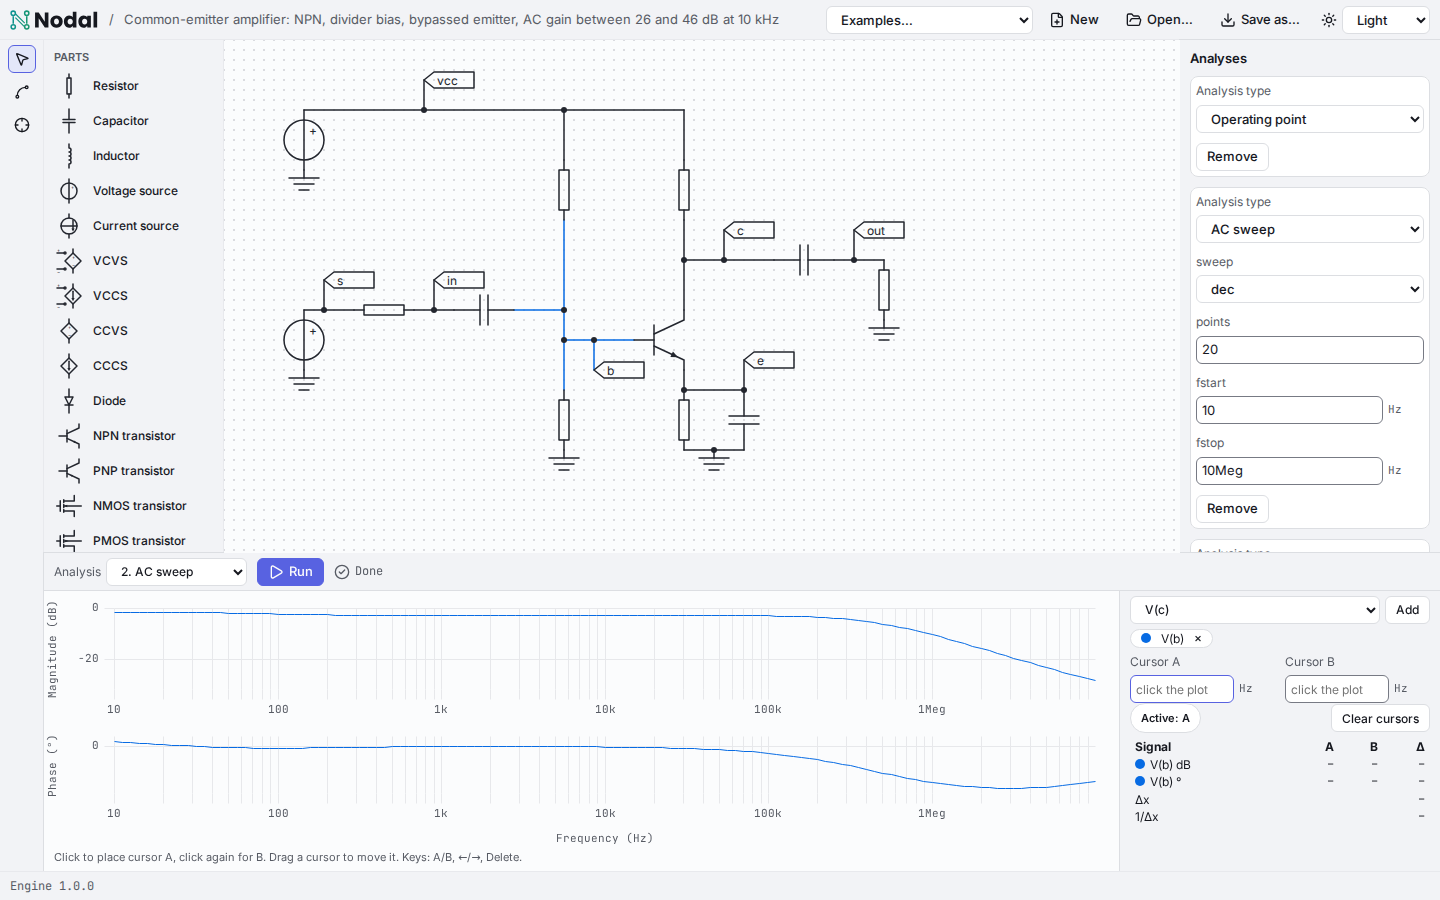 Nodal / Common-emitter amplifier: NPN, divider bias, bypassed emitter, AC gain between 26 and 46 dB at 10 kHz Examples... New Open... Save as... Light
PARTS
Resistor
Capacitor
Inductor
Voltage source
Current source
VCVS
VCCS
CCVS
CCCS
Diode
NPN transistor
PNP transistor
NMOS transistor
PMOS transistor
vcc
+
c
out
s
in
+
b
e
Analyses
Analysis type
Operating point
Remove
Analysis type
AC sweep
sweep
dec
points
20
fstart
10 Hz
fstop
10Meg Hz
Remove
Analysis 2. AC sweep Run Done
Magnitude (dB)
0
-20
10 100 1k 10k 100k 1Meg
Phase (°)
0
10 100 1k 10k 100k 1Meg
Frequency (Hz)
Click to place cursor A, click again for B. Drag a cursor to move it. Keys: A/B, ←/→, Delete.
V(c) Add
V(b) ×
Cursor A Cursor B
click the plot Hz click the plot Hz
Active: A Clear cursors
Signal A B Δ
V(b) dB – – –
V(b) ° – – –
Δx –
1/Δx –
Engine 1.0.0